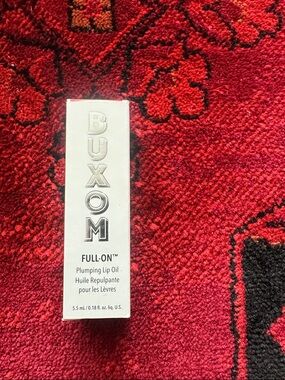 BUXOM
FULL-ON™
Plumping Lip Oil
Huile Repulpante
pour les Lèvres
5.5 mL / 0.18 fl. oz. liq. U.S.